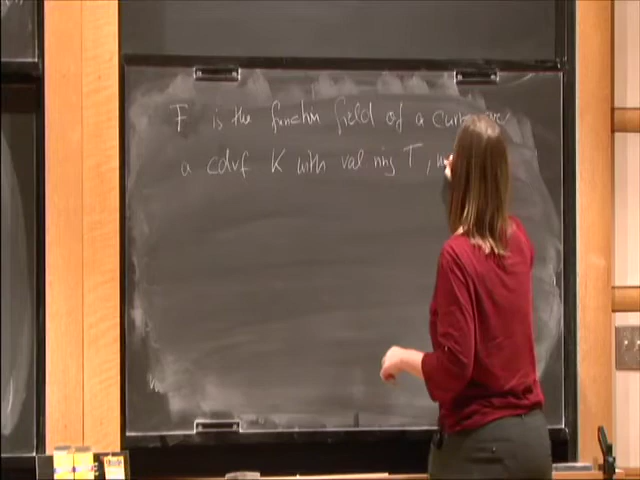 F is the function field of a curve over
a cdvf K with val ring T,